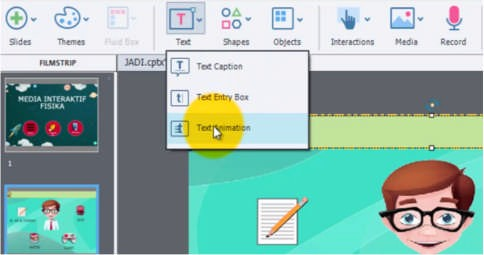 Slides Themes Fluid Box Text Shapes Objects Interactions Media Record
FILMSTRIP
JADI.cptx
Text Caption
Text Entry Box
Text Animation
MEDIA INTERAKTIF
FISIKA
1